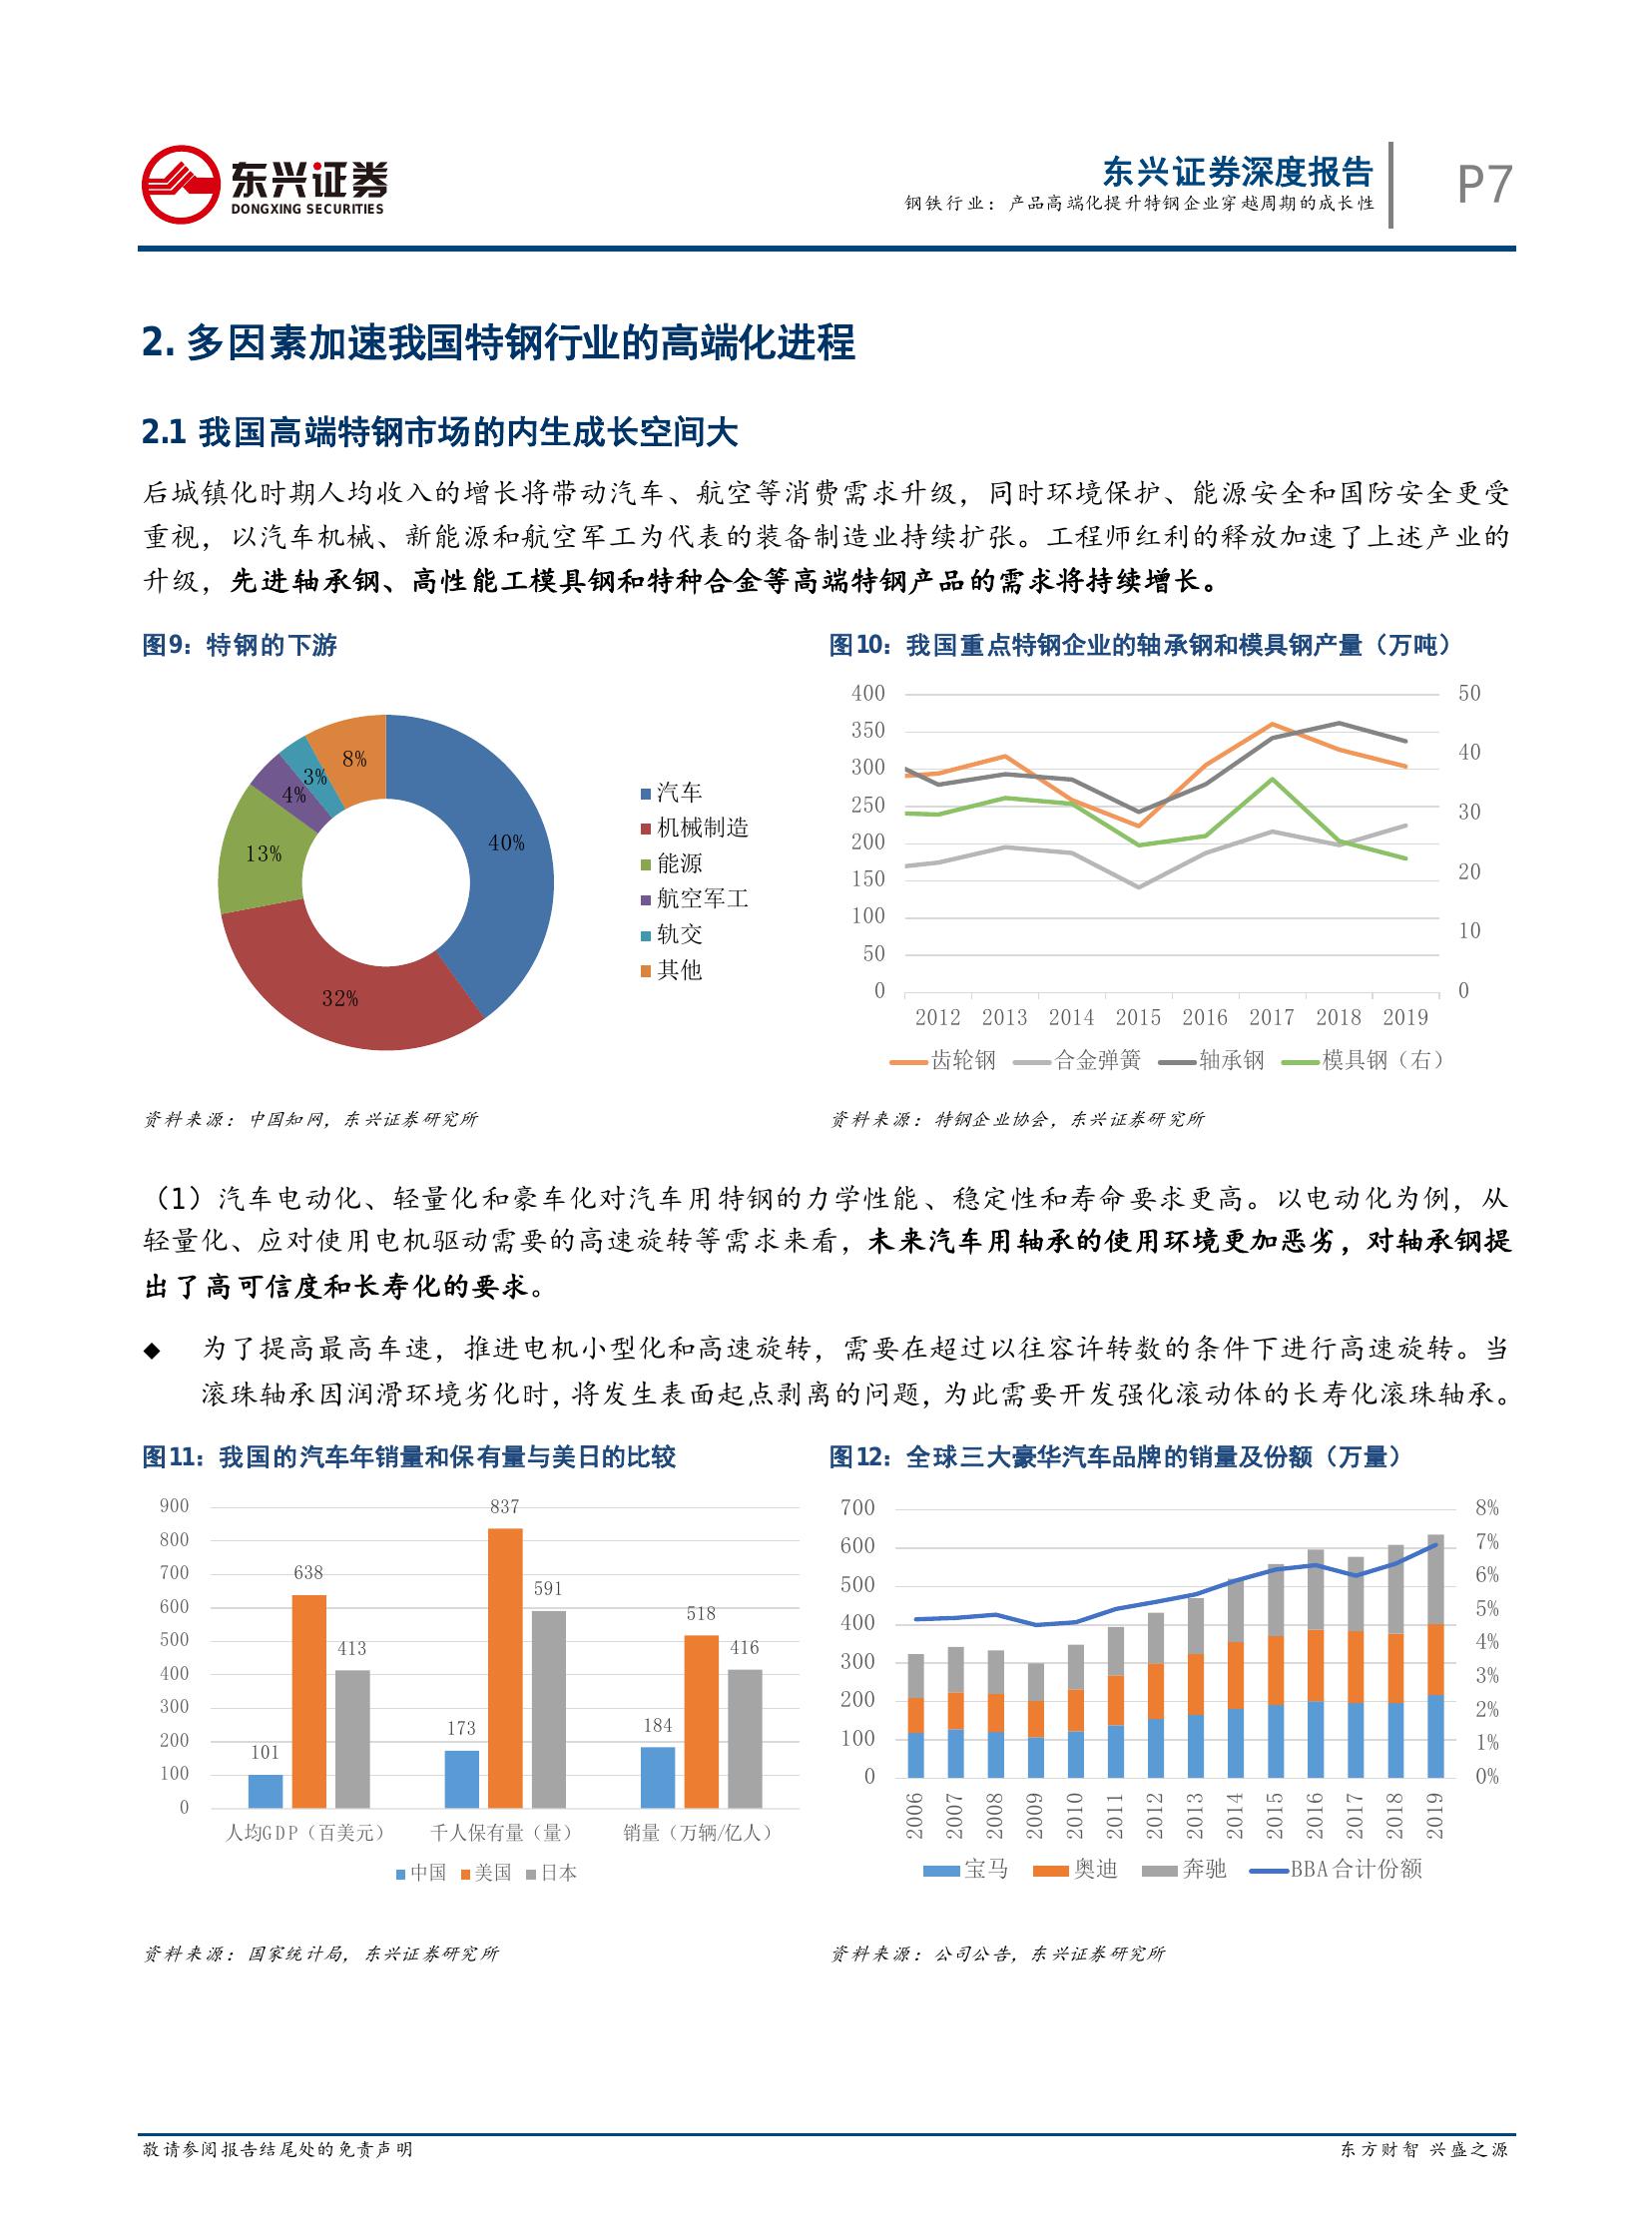 东兴证券
DONGXING SECURITIES
东兴证券深度报告
钢铁行业：产品高端化提升特钢企业穿越周期的成长性
P7
2. 多因素加速我国特钢行业的高端化进程
2.1 我国高端特钢市场的内生成长空间大
后城镇化时期人均收入的增长将带动汽车、航空等消费需求升级，同时环境保护、能源安全和国防安全更受
重视，以汽车机械、新能源和航空军工为代表的装备制造业持续扩张。工程师红利的释放加速了上述产业的
升级，先进轴承钢、高性能工模具钢和特种合金等高端特钢产品的需求将持续增长。
图9：特钢的下游
8%
3%
4%
13%
40%
32%
汽车
机械制造
能源
航空军工
轨交
其他
资料来源：中国知网，东兴证券研究所
图10：我国重点特钢企业的轴承钢和模具钢产量（万吨）
400
350
300
250
200
150
100
50
0
50
40
30
20
10
0
2012 2013 2014 2015 2016 2017 2018 2019
齿轮钢 合金弹簧 轴承钢 模具钢（右）
资料来源：特钢企业协会，东兴证券研究所
（1）汽车电动化、轻量化和豪车化对汽车用特钢的力学性能、稳定性和寿命要求更高。以电动化为例，从
轻量化、应对使用电机驱动需要的高速旋转等需求来看，未来汽车用轴承的使用环境更加恶劣，对轴承钢提
出了高可信度和长寿化的要求。
◆ 为了提高最高车速，推进电机小型化和高速旋转，需要在超过以往容许转数的条件下进行高速旋转。当
滚珠轴承因润滑环境劣化时，将发生表面起点剥离的问题，为此需要开发强化滚动体的长寿化滚珠轴承。
图11：我国的汽车年销量和保有量与美日的比较
900
800
700
600
500
400
300
200
100
0
101
638
413
173
837
591
184
518
416
人均GDP（百美元） 千人保有量（量） 销量（万辆/亿人）
中国 美国 日本
资料来源：国家统计局，东兴证券研究所
图12：全球三大豪华汽车品牌的销量及份额（万量）
700
600
500
400
300
200
100
0
8%
7%
6%
5%
4%
3%
2%
1%
0%
2006 2007 2008 2009 2010 2011 2012 2013 2014 2015 2016 2017 2018 2019
宝马 奥迪 奔驰 BBA合计份额
资料来源：公司公告，东兴证券研究所
敬请参阅报告结尾处的免责声明
东方财智 兴盛之源